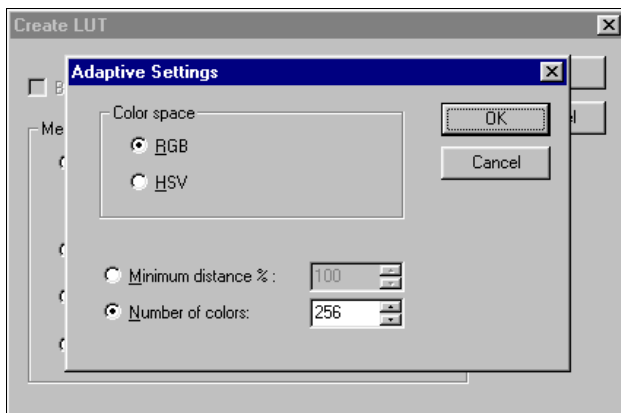 Create LUT
Adaptive Settings
Color space
RGB
HSV
OK
Cancel
Minimum distance % :
100
Number of colors:
256